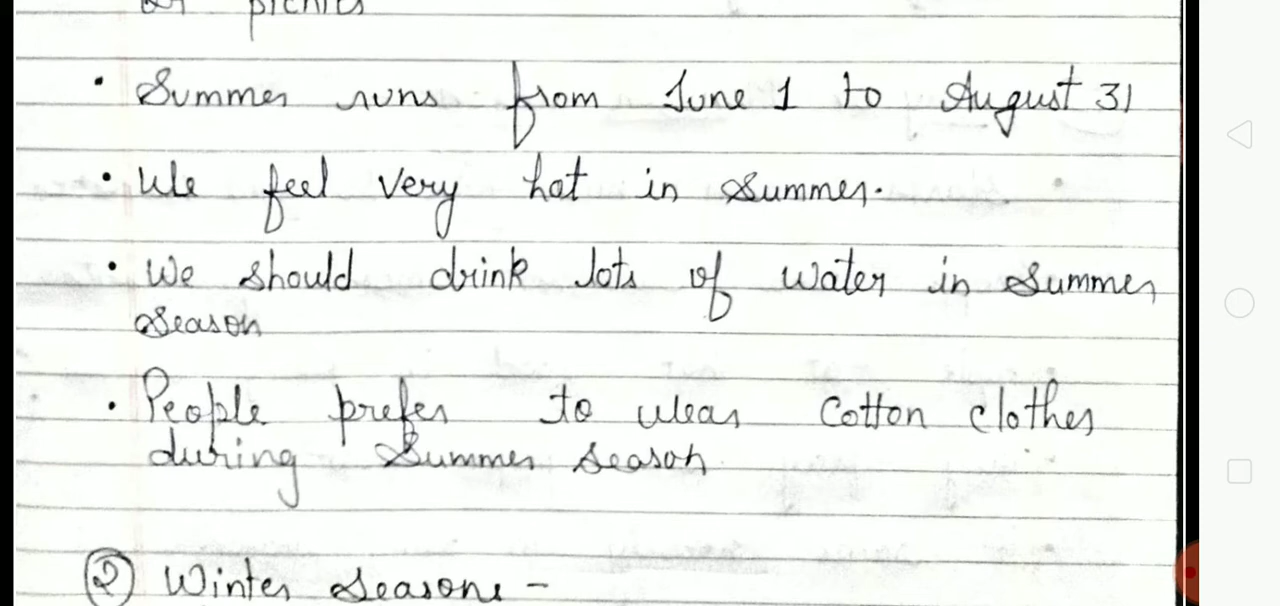 picnics
• Summer runs from June 1 to August 31
• We feel very hot in summer.
• We should drink lots of water in summer
season
• People prefer to wear cotton clothes
during Summer season.
② Winter Seasons -